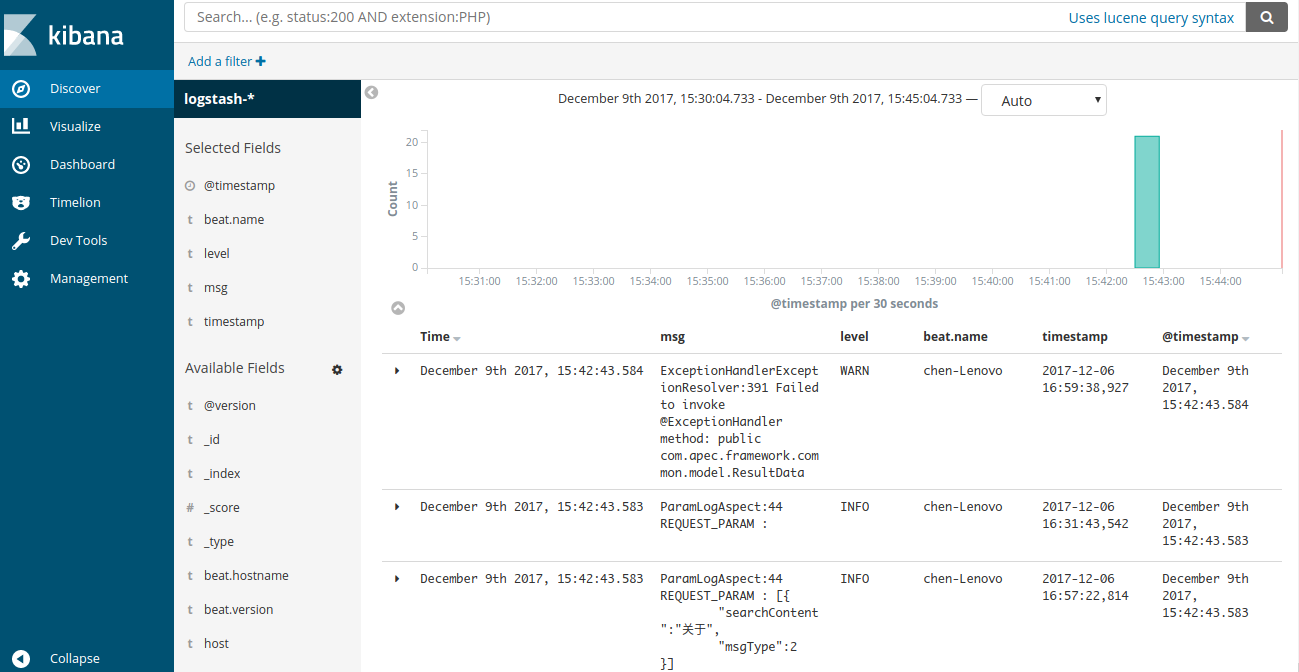 kibana
Discover
Visualize
Dashboard
Timelion
Dev Tools
Management
Collapse
Search... (e.g. status:200 AND extension:PHP)
Uses lucene query syntax
Add a filter +
logstash-*
Selected Fields
@timestamp
t beat.name
t level
t msg
t timestamp
Available Fields
t @version
t _id
t _index
# _score
t _type
t beat.hostname
t beat.version
t host
December 9th 2017, 15:30:04.733 - December 9th 2017, 15:45:04.733 — Auto
Count
20
15
10
5
0
15:31:00 15:32:00 15:33:00 15:34:00 15:35:00 15:36:00 15:37:00 15:38:00 15:39:00 15:40:00 15:41:00 15:42:00 15:43:00 15:44:00
@timestamp per 30 seconds
Time msg level beat.name timestamp @timestamp
December 9th 2017, 15:42:43.584
ExceptionHandlerExcept
ionResolver:391 Failed
to invoke
@ExceptionHandler
method: public
com.apec.framework.com
mon.model.ResultData
WARN
chen-Lenovo
2017-12-06
16:59:38,927
December 9th
2017,
15:42:43.584
December 9th 2017, 15:42:43.583
ParamLogAspect:44
REQUEST_PARAM :
INFO
chen-Lenovo
2017-12-06
16:31:43,542
December 9th
2017,
15:42:43.583
December 9th 2017, 15:42:43.583
ParamLogAspect:44
REQUEST_PARAM : [{
"searchContent
":"关于",
"msgType":2
}]
INFO
chen-Lenovo
2017-12-06
16:57:22,814
December 9th
2017,
15:42:43.583